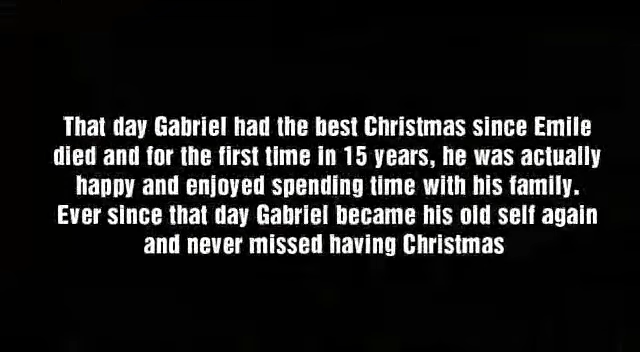 That day Gabriel had the best Christmas since Emile
died and for the first time in 15 years, he was actually
happy and enjoyed spending time with his family.
Ever since that day Gabriel became his old self again
and never missed having Christmas